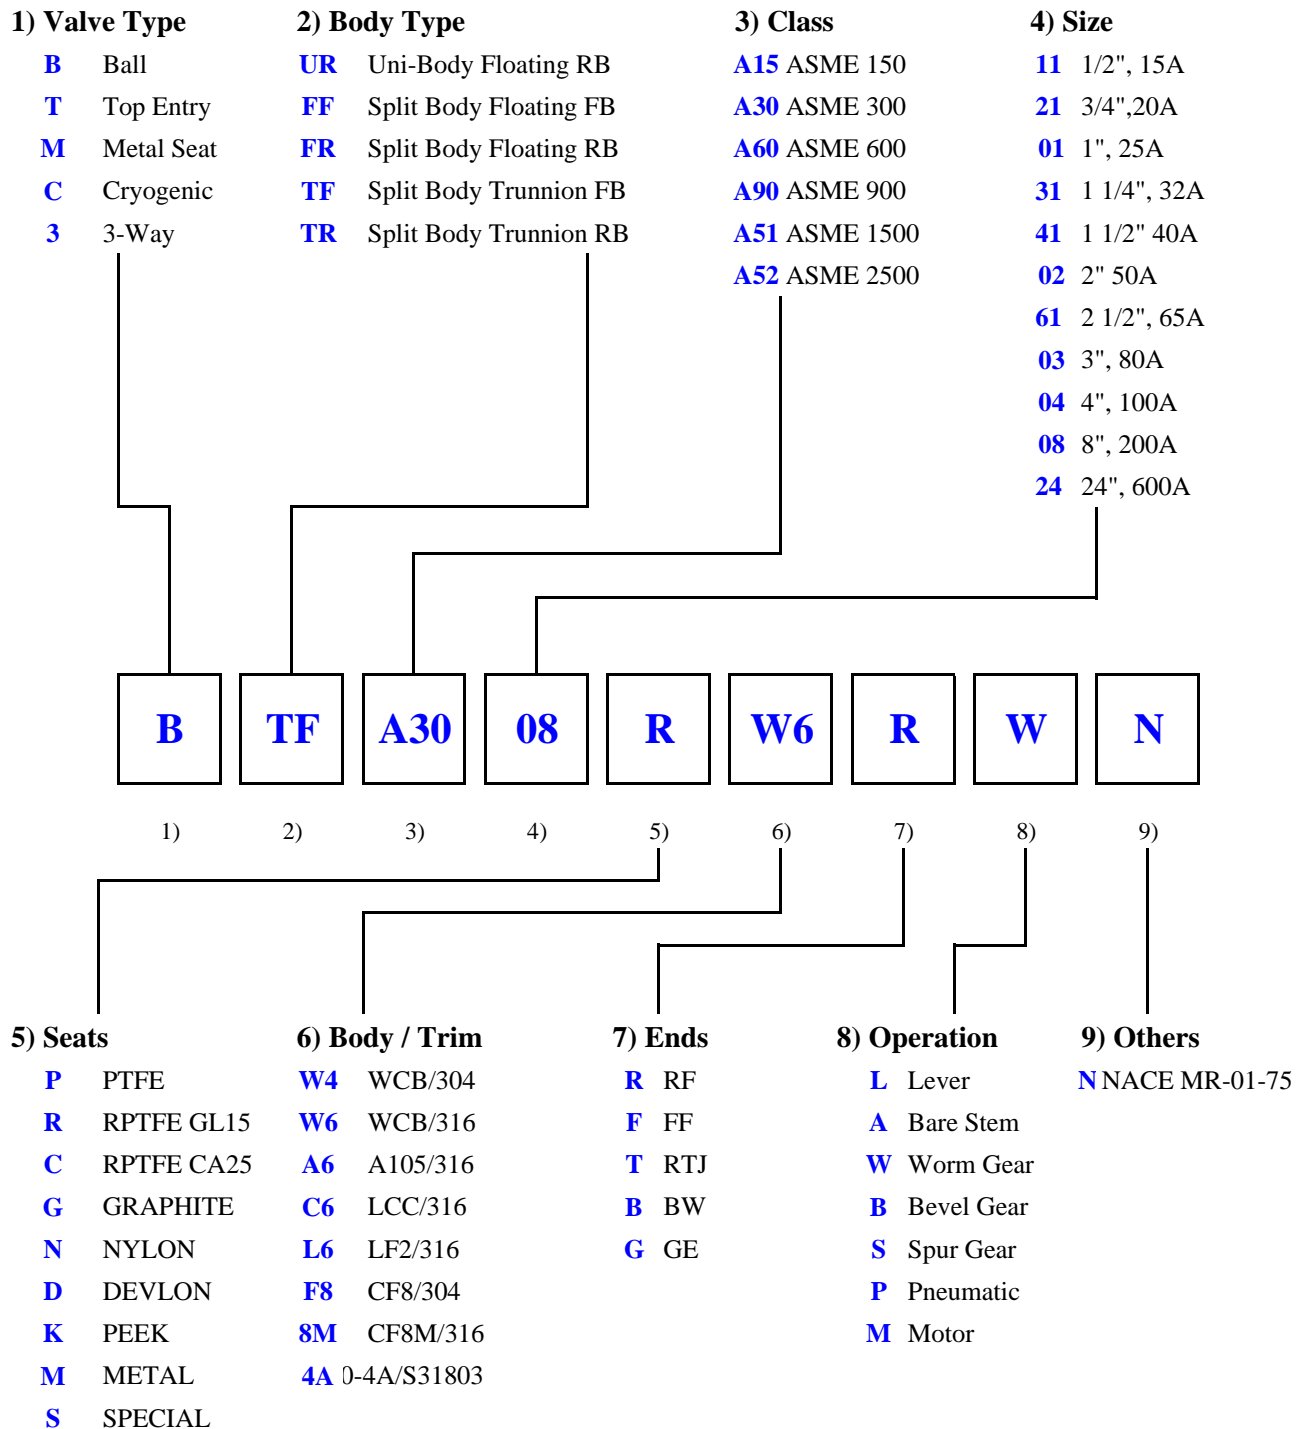 1) Valve Type
B Ball
T Top Entry
M Metal Seat
C Cryogenic
3 3-Way
2) Body Type
UR Uni-Body Floating RB
FF Split Body Floating FB
FR Split Body Floating RB
TF Split Body Trunnion FB
TR Split Body Trunnion RB
3) Class
A15 ASME 150
A30 ASME 300
A60 ASME 600
A90 ASME 900
A51 ASME 1500
A52 ASME 2500
4) Size
11 1/2", 15A
21 3/4",20A
01 1", 25A
31 1 1/4", 32A
41 1 1/2" 40A
02 2" 50A
61 2 1/2", 65A
03 3", 80A
04 4", 100A
08 8", 200A
24 24", 600A
B TF A30 08 R W6 R W N
1) 2) 3) 4) 5) 6) 7) 8) 9)
5) Seats
P PTFE
R RPTFE GL15
C RPTFE CA25
G GRAPHITE
N NYLON
D DEVLON
K PEEK
M METAL
S SPECIAL
6) Body / Trim
W4 WCB/304
W6 WCB/316
A6 A105/316
C6 LCC/316
L6 LF2/316
F8 CF8/304
8M CF8M/316
4A 0-4A/S31803
7) Ends
R RF
F FF
T RTJ
B BW
G GE
8) Operation
L Lever
A Bare Stem
W Worm Gear
B Bevel Gear
S Spur Gear
P Pneumatic
M Motor
9) Others
N NACE MR-01-75